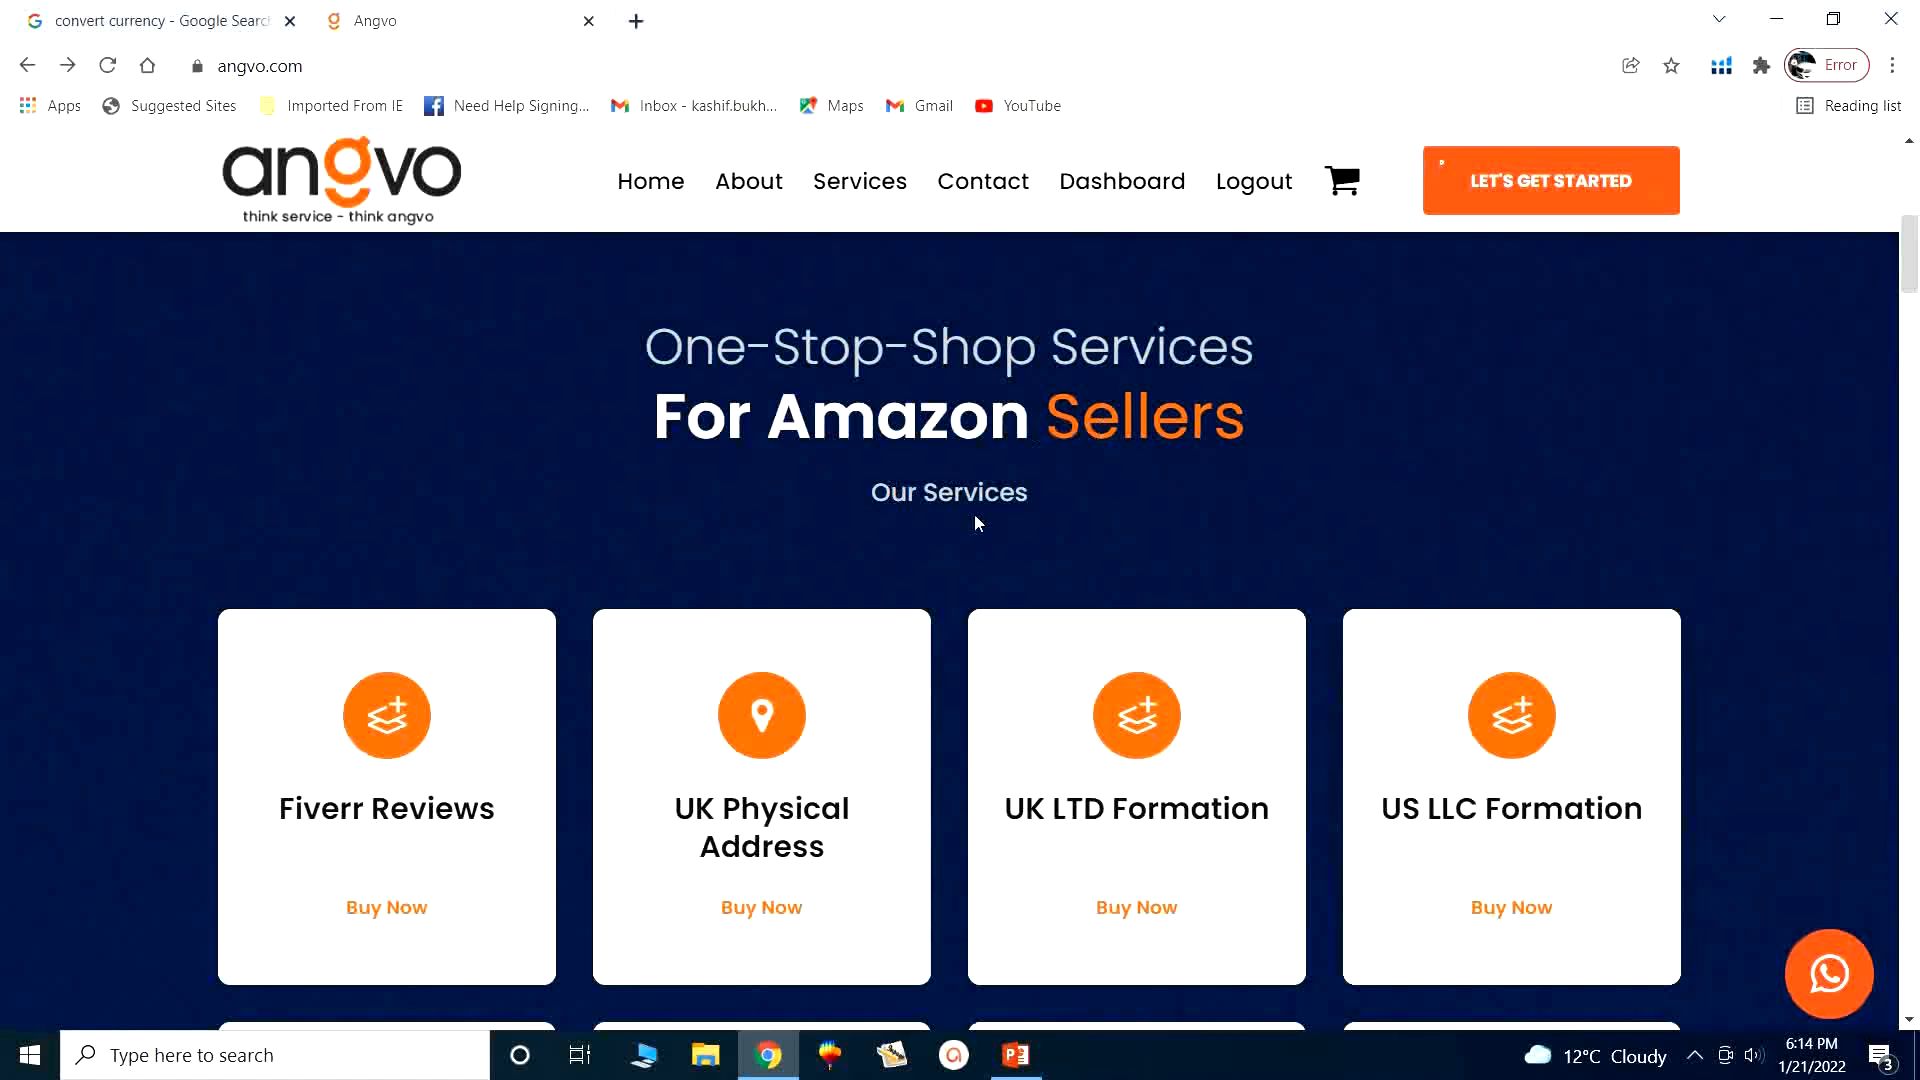 convert currency - Google Searc
Angvo
angvo.com
Error
Apps
Suggested Sites
Imported From IE
Need Help Signing...
Inbox - kashif.bukh...
Maps
Gmail
YouTube
Reading list
angvo
think service - think angvo
Home
About
Services
Contact
Dashboard
Logout
LET'S GET STARTED
One-Stop-Shop Services
For Amazon Sellers
Our Services
Fiverr Reviews
Buy Now
UK Physical
Address
Buy Now
UK LTD Formation
Buy Now
US LLC Formation
Buy Now
Type here to search
12°C Cloudy
6:14 PM
1/21/2022
3